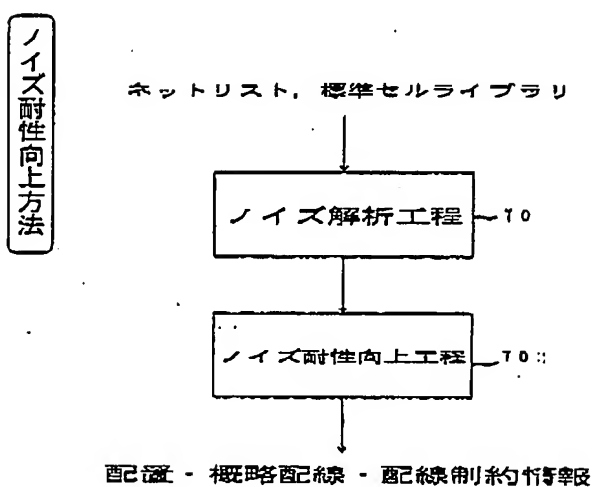 ノイズ耐性向上方法
ネットリスト, 標準セルライブラリ
ノイズ解析工程
ノイズ耐性向上工程
配置・概略配線・配線制約情報